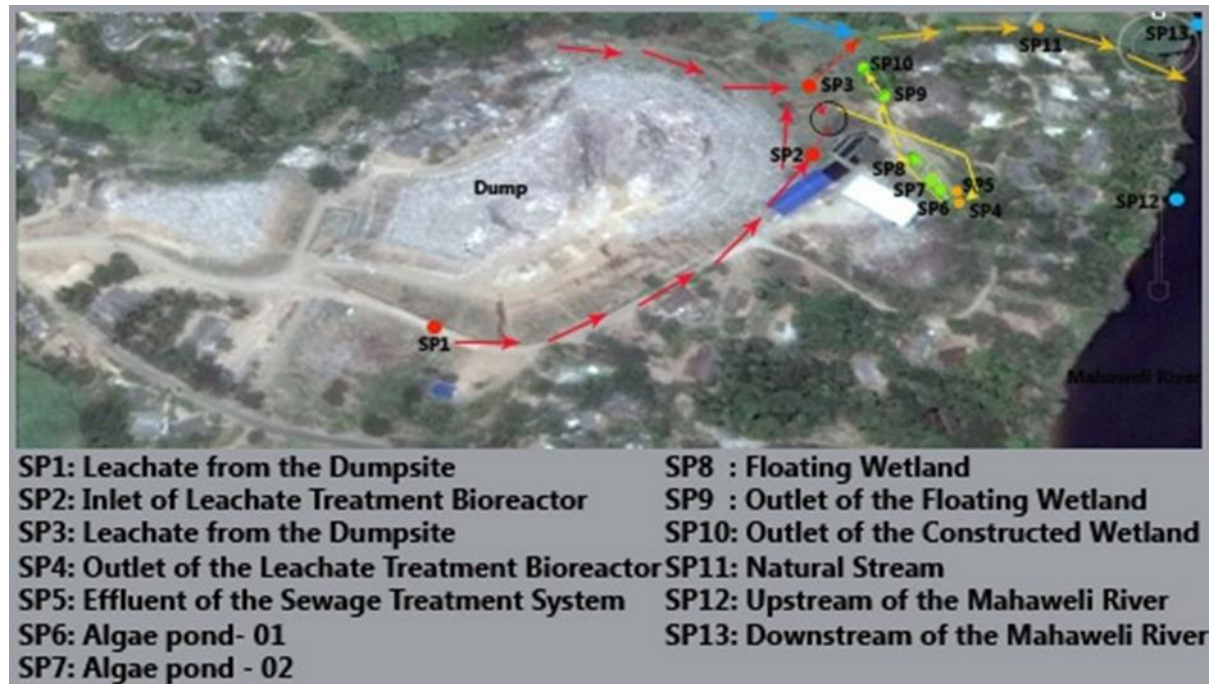 SP13
SP11
SP10
SP3
SP9
SP2
SP8
SP5
SP7
SP6
SP4
SP12
Dump
SP1
Mahaweli River
SP1: Leachate from the Dumpsite
SP2: Inlet of Leachate Treatment Bioreactor
SP3: Leachate from the Dumpsite
SP4: Outlet of the Leachate Treatment Bioreactor
SP5: Effluent of the Sewage Treatment System
SP6: Algae pond- 01
SP7: Algae pond - 02
SP8 : Floating Wetland
SP9 : Outlet of the Floating Wetland
SP10: Outlet of the Constructed Wetland
SP11: Natural Stream
SP12: Upstream of the Mahaweli River
SP13: Downstream of the Mahaweli River